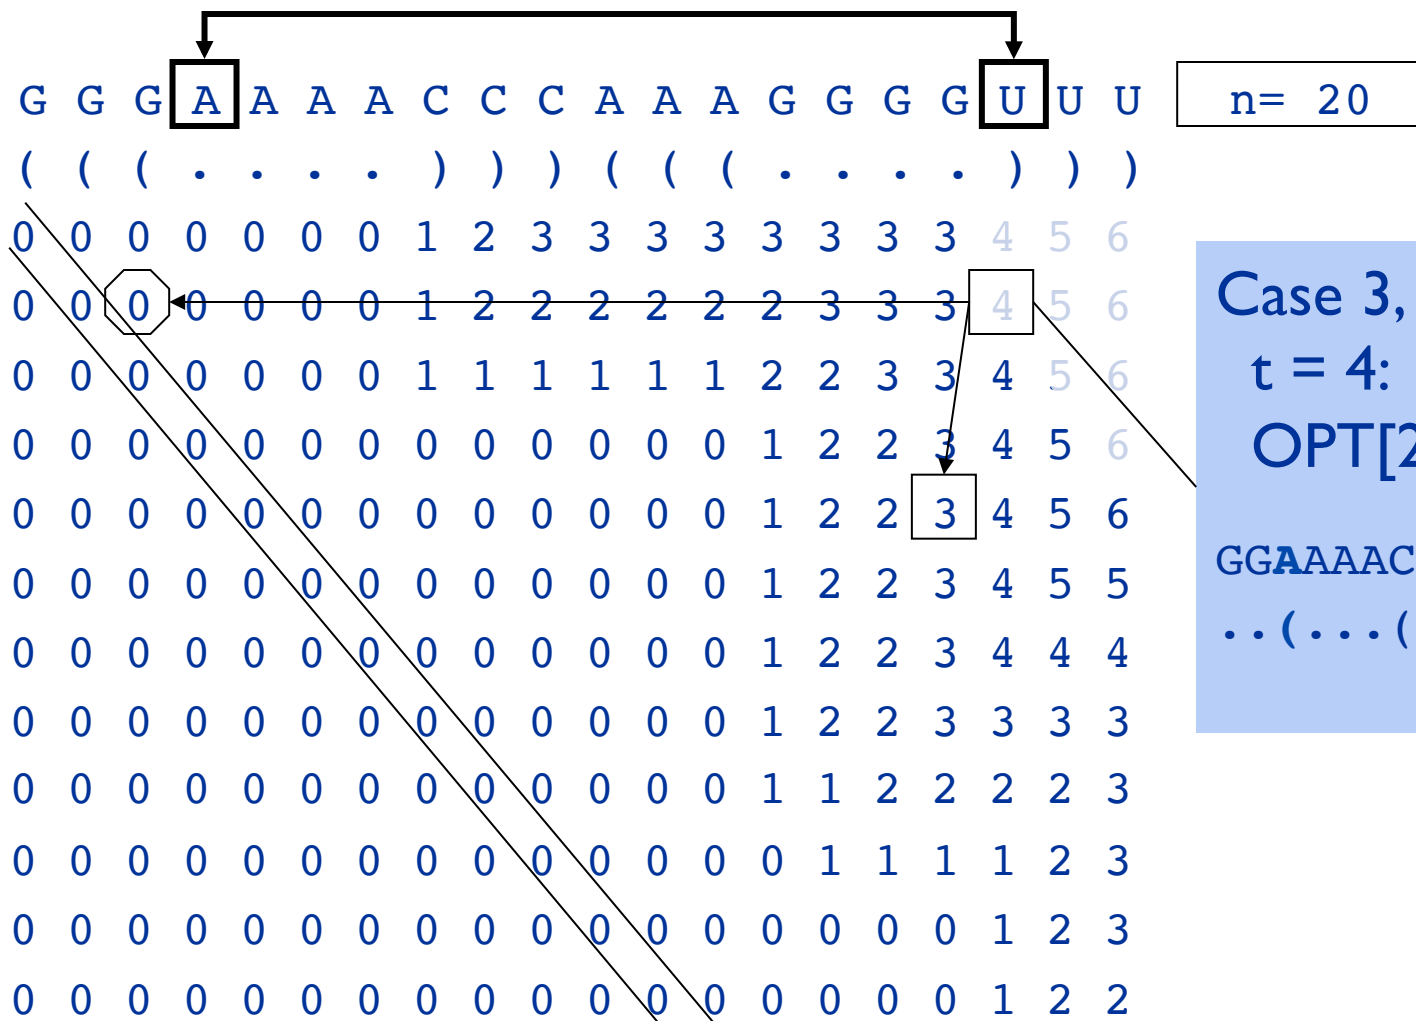 G G G A A A A C C C A A A G G G G U U U n= 20
( ( ( . . . . ) ) ) ( ( ( . . . . ) ) )
0 0 0 0 0 0 0 1 2 3 3 3 3 3 3 3 3 4 5 6
0 0 0 0 0 0 0 1 2 2 2 2 2 2 3 3 3 4 5 6
0 0 0 0 0 0 0 1 1 1 1 1 1 2 2 3 3 4 5 6
0 0 0 0 0 0 0 0 0 0 0 0 0 1 2 2 3 4 5 6
0 0 0 0 0 0 0 0 0 0 0 0 0 1 2 2 3 4 5 6
0 0 0 0 0 0 0 0 0 0 0 0 0 1 2 2 3 4 5 5
0 0 0 0 0 0 0 0 0 0 0 0 0 1 2 2 3 4 4 4
0 0 0 0 0 0 0 0 0 0 0 0 0 1 2 2 3 3 3 3
0 0 0 0 0 0 0 0 0 0 0 0 0 1 1 2 2 2 2 3
0 0 0 0 0 0 0 0 0 0 0 0 0 0 1 1 1 1 2 3
0 0 0 0 0 0 0 0 0 0 0 0 0 0 0 0 0 1 2 3
0 0 0 0 0 0 0 0 0 0 0 0 0 0 0 0 0 1 2 2
Case 3,
t = 4:
OPT[2
GGAAAAC
..(...(